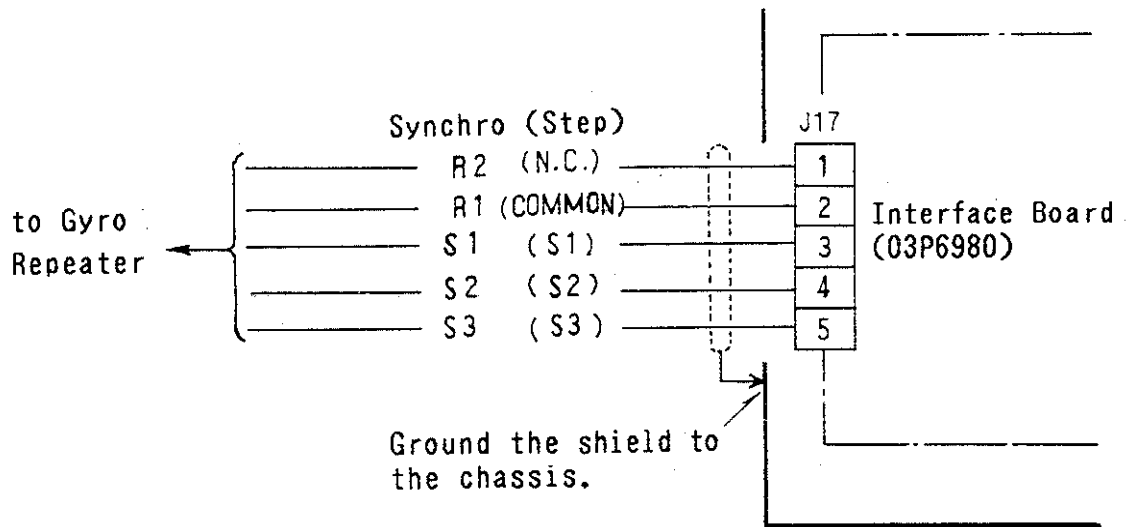 Synchro (Step)
J17
R2 (N.C.) 1
R1 (COMMON) 2
S1 (S1) 3
S2 (S2) 4
S3 (S3) 5
to Gyro
Repeater
Interface Board
(03P6980)
Ground the shield to
the chassis.